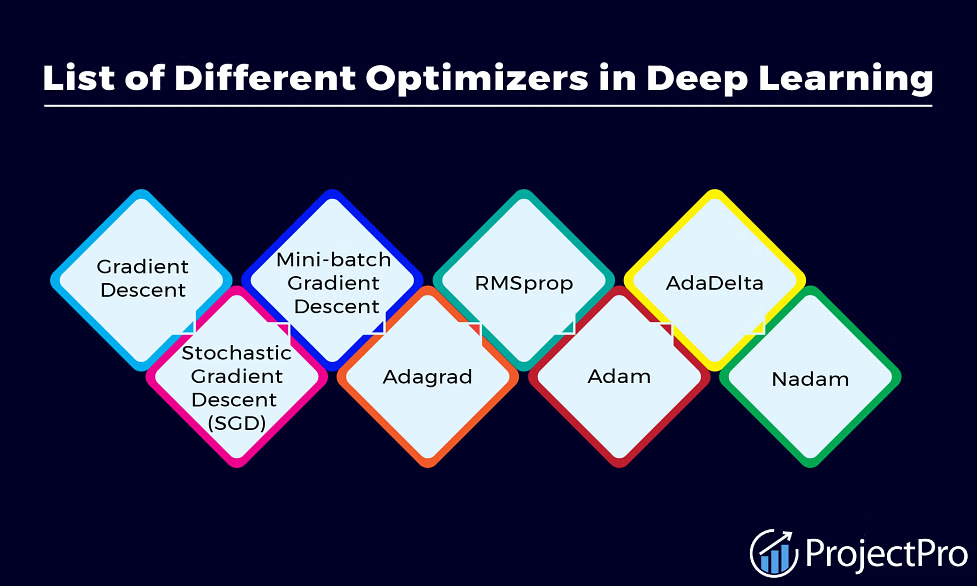 List of Different Optimizers in Deep Learning
Gradient
Descent
Stochastic
Gradient
Descent
(SGD)
Mini-batch
Gradient
Descent
Adagrad
RMSprop
Adam
AdaDelta
Nadam
ProjectPro